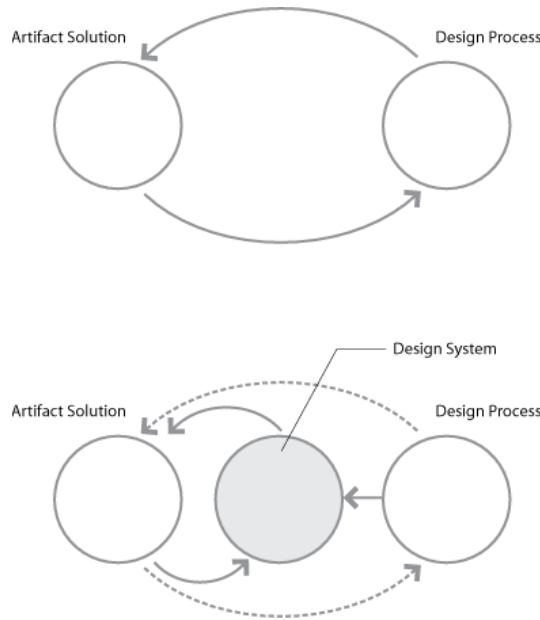 Artifact Solution
Design Process
Design System
Artifact Solution
Design Process